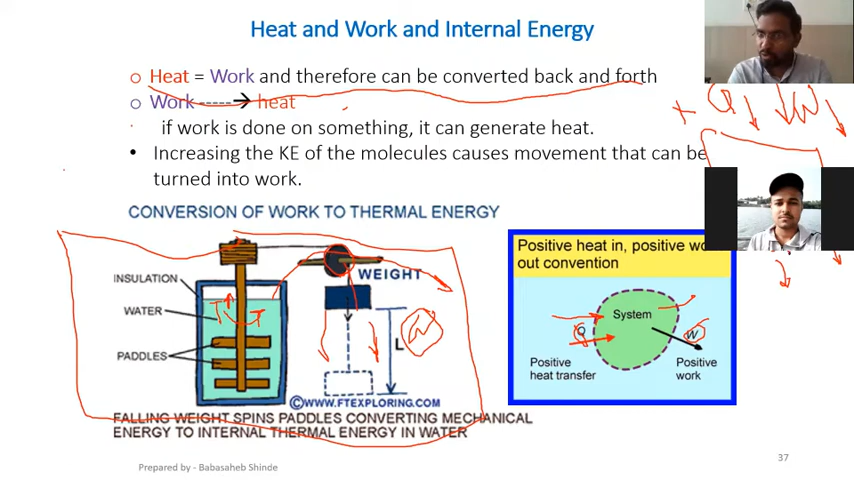 Heat and Work and Internal Energy
o Heat = Work and therefore can be converted back and forth
o Work -----→ heat
if work is done on something, it can generate heat.
• Increasing the KE of the molecules causes movement that can be
turned into work.
CONVERSION OF WORK TO THERMAL ENERGY
INSULATION
WATER
PADDLES
T T
WEIGHT
L
W
©WWW.FTEXPLORING.COM
FALLING WEIGHT SPINS PADDLES CONVERTING MECHANICAL
ENERGY TO INTERNAL THERMAL ENERGY IN WATER
+ Q W
Positive heat in, positive wo
out convention
System
Q
W
Positive
heat transfer
Positive
work
Prepared by - Babasaheb Shinde
37